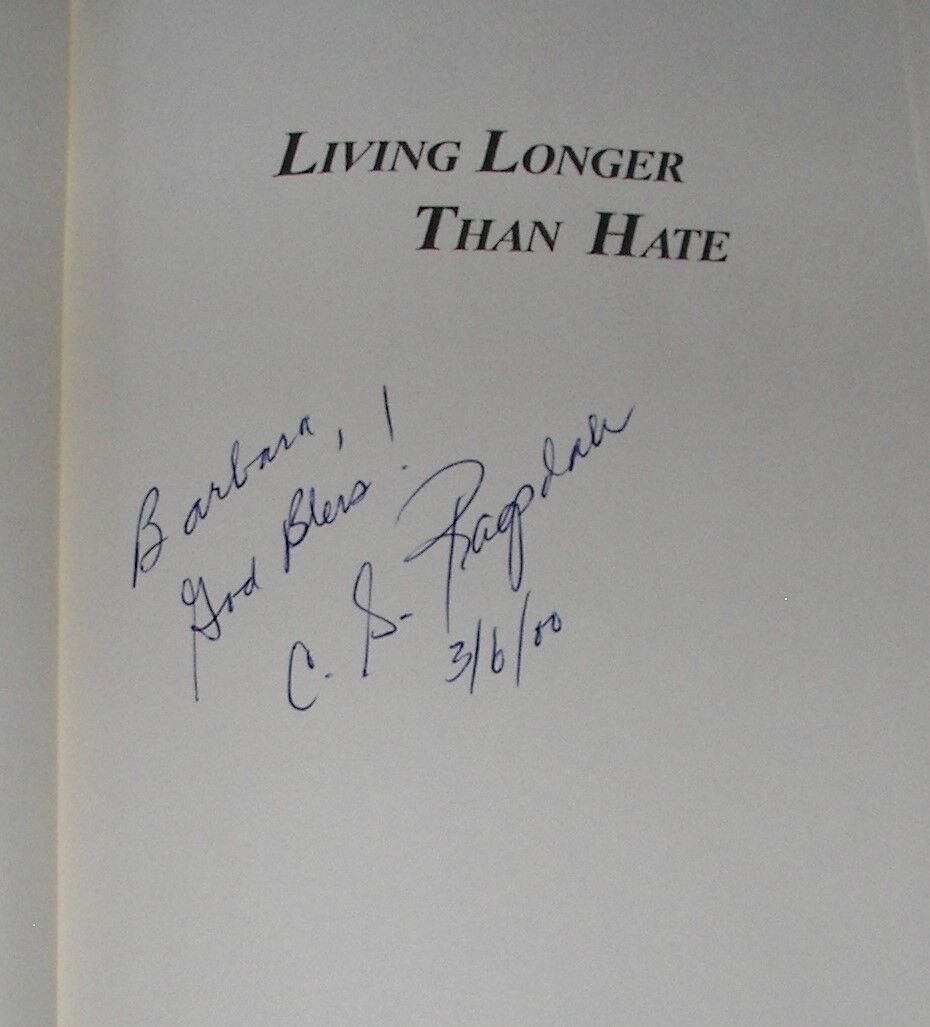 LIVING LONGER
THAN HATE
Barbara,
God Bless!
C. S. Ragsdale
3/6/00